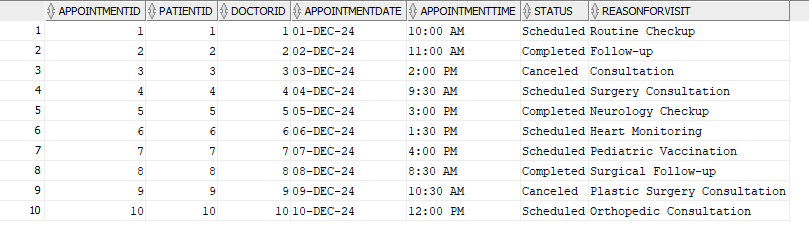 APPOINTMENTID PATIENTID DOCTORID APPOINTMENTDATE APPOINTMENTTIME STATUS REASONFORVISIT
1 1 1 1 01-DEC-24 10:00 AM Scheduled Routine Checkup
2 2 2 2 02-DEC-24 11:00 AM Completed Follow-up
3 3 3 3 03-DEC-24 2:00 PM Canceled Consultation
4 4 4 4 04-DEC-24 9:30 AM Scheduled Surgery Consultation
5 5 5 5 05-DEC-24 3:00 PM Completed Neurology Checkup
6 6 6 6 06-DEC-24 1:30 PM Scheduled Heart Monitoring
7 7 7 7 07-DEC-24 4:00 PM Scheduled Pediatric Vaccination
8 8 8 8 08-DEC-24 8:30 AM Completed Surgical Follow-up
9 9 9 9 09-DEC-24 10:30 AM Canceled Plastic Surgery Consultation
10 10 10 10 10-DEC-24 12:00 PM Scheduled Orthopedic Consultation